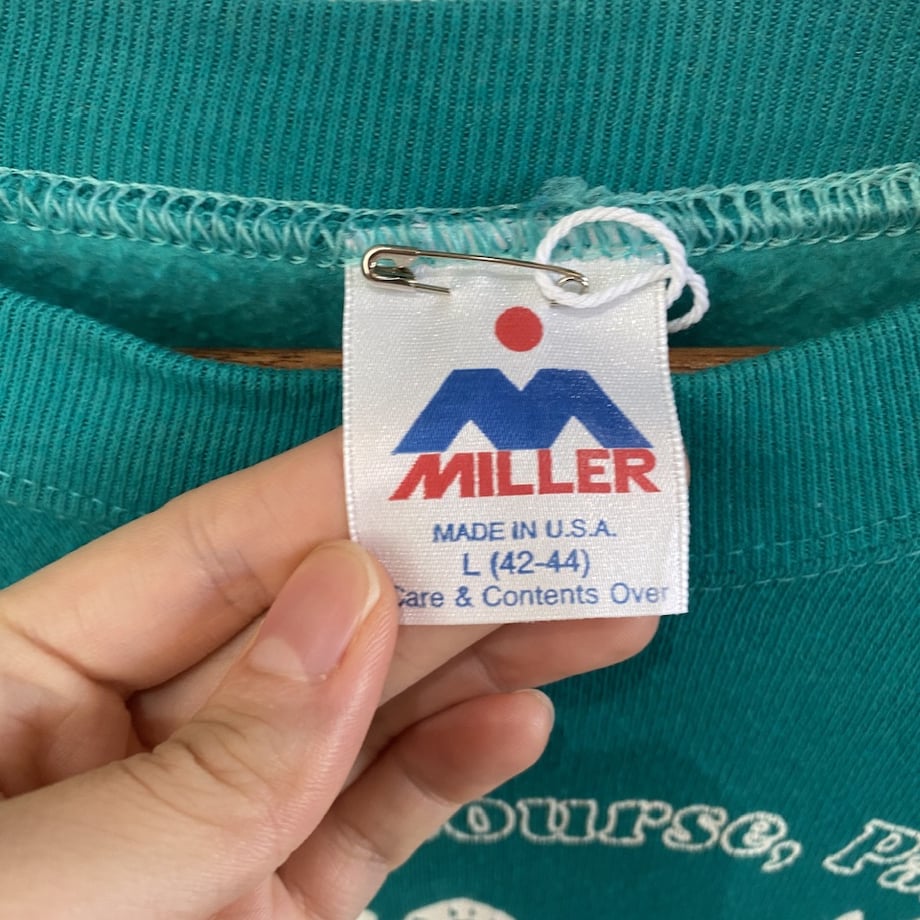 MILLER
MADE IN U.S.A.
L (42-44)
Care & Contents Over